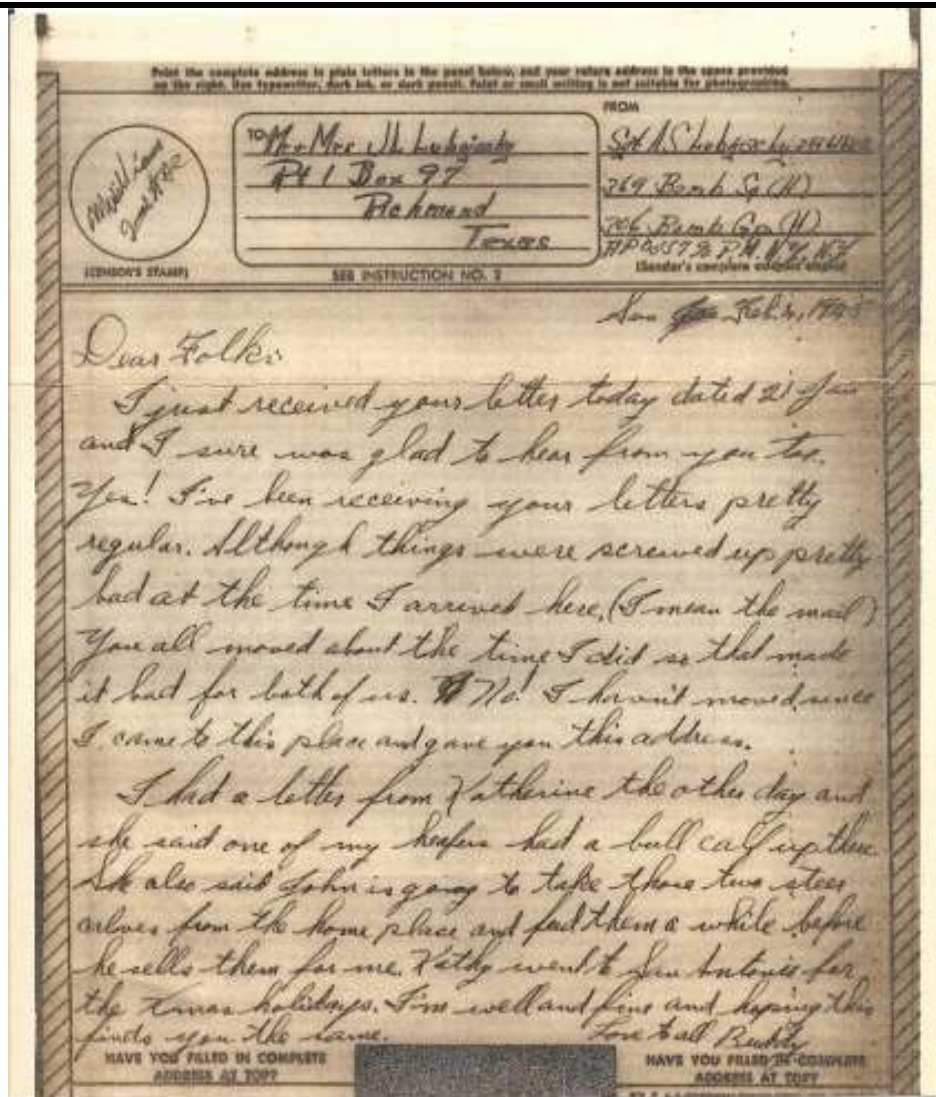 Print the complete address in plain letters in the panel below, and your return address in the space provided
on the right. Use typewriter, dark ink, or dark pencil. Faint or small writing is not suitable for photographing.
FROM
TO Mr & Mrs
Rt 1 Box 97
Richmond
Texas
Sgt A. S.
369 Bomb Sq (H)
306 Bomb Gp (H)
APO 557 % P.M. N.Y. N.Y.
(Sender's complete address above)
(CENSOR'S STAMP)
SEE INSTRUCTION NO. 2
Sun Feb. 4, 1945
Dear Folks:
I just received your letter today dated 21 Jan
and I sure was glad to hear from you too.
Yes! I've been receiving your letters pretty
regular. Although things were screwed up pretty
bad at the time I arrived here, (I mean the mail)
You all moved about the time I did so that made
it bad for both of us. No! I haven't moved since
I came to this place and gave you this address.
I had a letter from Katherine the other day and
she said one of my heafers had a bull calf up there.
She also said John is going to take those two steer
calves from the home place and feed them a while before
he sells them for me. Kathy went to San Antonio for
the Xmas holidays. I'm well and fine and hoping this
finds you the same.
Love to all Buddy
HAVE YOU FILLED IN COMPLETE
ADDRESS AT TOP?
HAVE YOU FILLED IN COMPLETE
ADDRESS AT TOP?